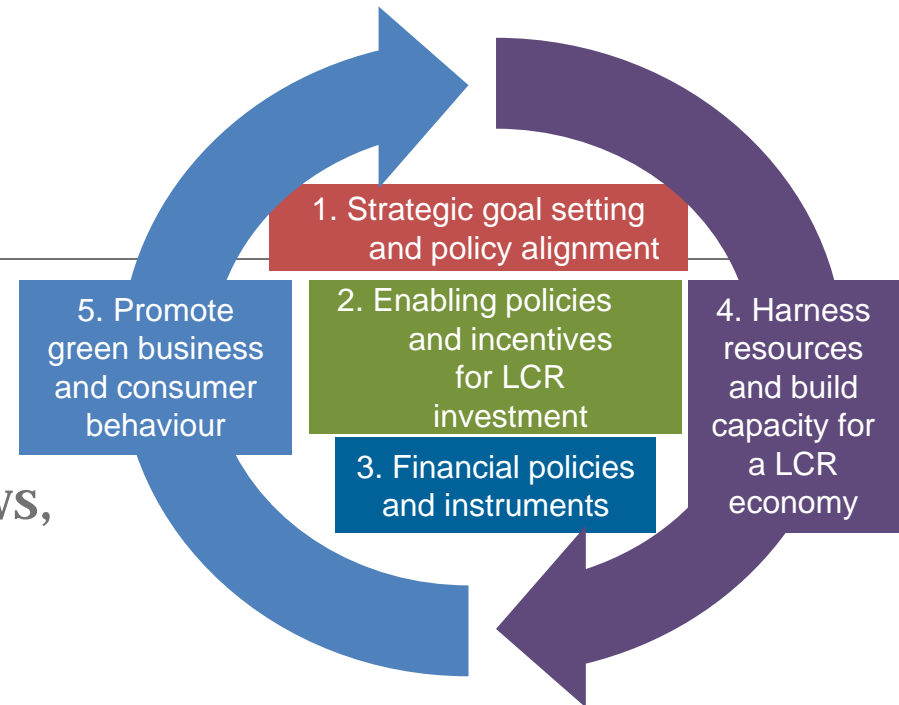 1. Strategic goal setting
and policy alignment
2. Enabling policies
and incentives
for LCR
investment
3. Financial policies
and instruments
4. Harness
resources
and build
capacity for
a LCR
economy
5. Promote
green business
and consumer
behaviour